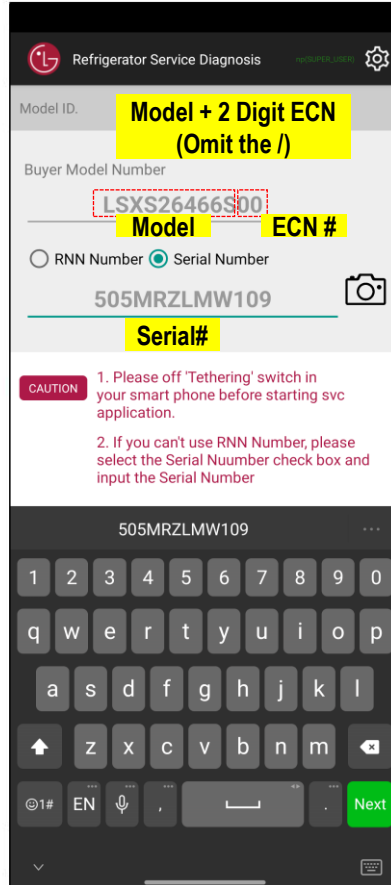 LG
Refrigerator Service Diagnosis
np(SUPER_USER)
Model ID.
Model + 2 Digit ECN
(Omit the /)
Buyer Model Number
LSXS26466S00
Model
ECN #
RNN Number
Serial Number
505MRZLMW109
Serial#
CAUTION
1. Please off 'Tethering' switch in
your smart phone before starting svc
application.
2. If you can't use RNN Number, please
select the Serial Nuumber check box and
input the Serial Number
505MRZLMW109
...
1 2 3 4 5 6 7 8 9 0
q w e r t y u i o p
a s d f g h j k l
z x c v b n m
!#1 EN , . Next